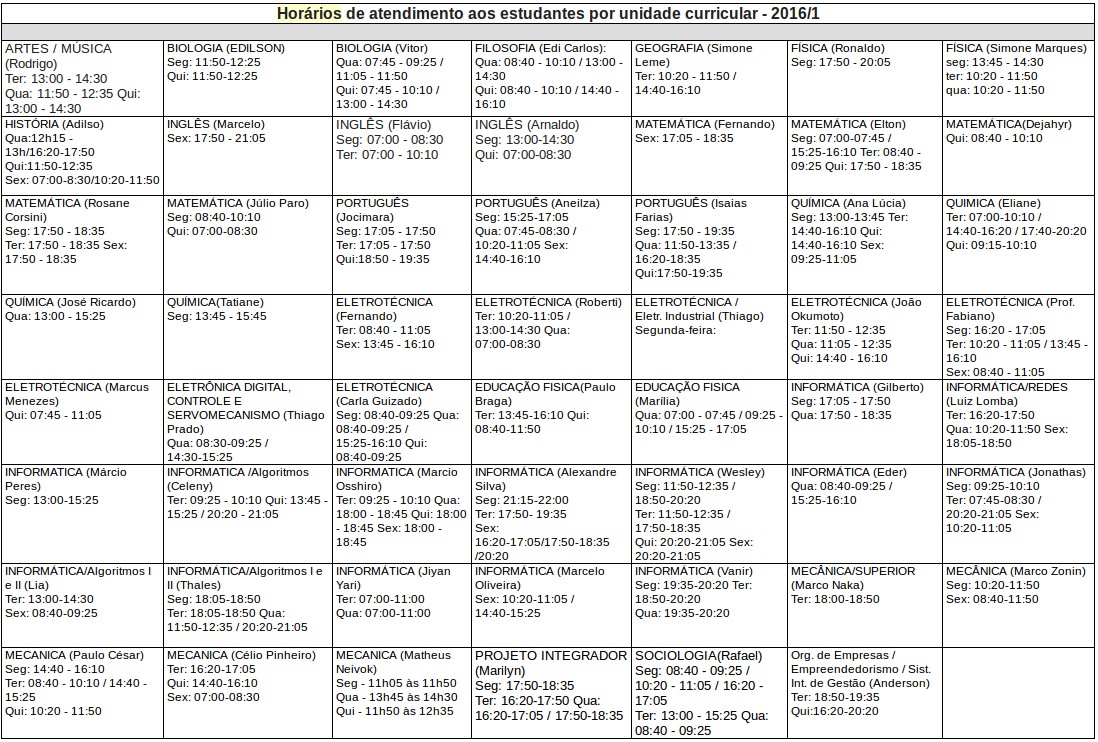 Horários de atendimento aos estudantes por unidade curricular - 2016/1
ARTES / MÚSICA
(Rodrigo)
Ter: 13:00 - 14:30
Qua: 11:50 - 12:35 Qui:
13:00 - 14:30
BIOLOGIA (EDILSON)
Seg: 11:50-12:25
Qui: 11:50-12:25
BIOLOGIA (Vitor)
Qua: 07:45 - 09:25 /
11:05 - 11:50
Qui: 07:45 - 10:10 /
13:00 - 14:30
FILOSOFIA (Edi Carlos):
Qua: 08:40 - 10:10 / 13:00 -
14:30
Qui: 08:40 - 10:10 / 14:40 -
16:10
GEOGRAFIA (Simone
Leme)
Ter: 10:20 - 11:50 /
14:40-16:10
FÍSICA (Ronaldo)
Seg: 17:50 - 20:05
FÍSICA (Simone Marques)
seg: 13:45 - 14:30
ter: 10:20 - 11:50
qua: 10:20 - 11:50
HISTÓRIA (Adilso)
Qua:12h15 -
13h/16:20-17:50
Qui:11:50-12:35
Sex: 07:00-8:30/10:20-11:50
INGLÊS (Marcelo)
Sex: 17:50 - 21:05
INGLÊS (Flávio)
Seg: 07:00 - 08:30
Ter: 07:00 - 10:10
INGLÊS (Arnaldo)
Seg: 13:00-14:30
Qui: 07:00-08:30
MATEMÁTICA (Fernando)
Sex: 17:05 - 18:35
MATEMÁTICA (Elton)
Seg: 07:00-07:45 /
15:25-16:10 Ter: 08:40 -
09:25 Qui: 17:50 - 18:35
MATEMÁTICA(Dejahyr)
Qui: 08:40 - 10:10
MATEMÁTICA (Rosane
Corsini)
Seg: 17:50 - 18:35
Ter: 17:50 - 18:35 Sex:
17:50 - 18:35
MATEMÁTICA (Júlio Paro)
Seg: 08:40-10:10
Qui: 07:00-08:30
PORTUGUÊS
(Jocimara)
Seg: 17:05 - 17:50
Ter: 17:05 - 17:50
Qui:18:50 - 19:35
PORTUGUÊS (Aneilza)
Seg: 15:25-17:05
Qua: 07:45-08:30 /
10:20-11:05 Sex:
14:40-16:10
PORTUGUÊS (Isaias
Farias)
Seg: 17:50 - 19:35
Qua: 11:50-13:35 /
16:20-18:35
Qui:17:50-19:35
QUÍMICA (Ana Lúcia)
Seg: 13:00-13:45 Ter:
14:40-16:10 Qui:
14:40-16:10 Sex:
09:25-11:05
QUIMICA (Eliane)
Ter: 07:00-10:10 /
14:40-16:20 / 17:40-20:20
Qui: 09:15-10:10
QUÍMICA (José Ricardo)
Qua: 13:00 - 15:25
QUÍMICA(Tatiane)
Seg: 13:45 - 15:45
ELETROTÉCNICA
(Fernando)
Ter: 08:40 - 11:05
Sex: 13:45 - 16:10
ELETROTÉCNICA (Roberti)
Ter: 10:20-11:05 /
13:00-14:30 Qua:
07:00-08:30
ELETROTÉCNICA /
Eletr. Industrial (Thiago)
Segunda-feira:
ELETROTÉCNICA (João
Okumoto)
Ter: 11:50 - 12:35
Qua: 11:05 - 12:35
Qui: 14:40 - 16:10
ELETROTÉCNICA (Prof.
Fabiano)
Seg: 16:20 - 17:05
Ter: 10:20 - 11:05 / 13:45 -
16:10
Sex: 08:40 - 11:05
ELETROTÉCNICA (Marcus
Menezes)
Qui: 07:45 - 11:05
ELETRÔNICA DIGITAL,
CONTROLE E
SERVOMECANISMO (Thiago
Prado)
Qua: 08:30-09:25 /
14:30-15:25
ELETROTÉCNICA
(Carla Guizado)
Seg: 08:40-09:25 Qua:
08:40-09:25 /
15:25-16:10 Qui:
08:40-09:25
EDUCAÇÃO FISICA(Paulo
Braga)
Ter: 13:45-16:10 Qui:
08:40-11:50
EDUCAÇÃO FISICA
(Marília)
Qua: 07:00 - 07:45 / 09:25 -
10:10 / 15:25 - 17:05
INFORMÁTICA (Gilberto)
Seg: 17:05 - 17:50
Qua: 17:50 - 18:35
INFORMÁTICA/REDES
(Luiz Lomba)
Ter: 16:20-17:50
Qua: 10:20-11:50 Sex:
18:05-18:50
INFORMATICA (Márcio
Peres)
Seg: 13:00-15:25
INFORMATICA /Algoritmos
(Celeny)
Ter: 09:25 - 10:10 Qui: 13:45 -
15:25 / 20:20 - 21:05
INFORMATICA (Marcio
Osshiro)
Ter: 09:25 - 10:10 Qua:
18:00 - 18:45 Qui: 18:00
- 18:45 Sex: 18:00 -
18:45
INFORMÁTICA (Alexandre
Silva)
Seg: 21:15-22:00
Ter: 17:50- 19:35
Sex:
16:20-17:05/17:50-18:35
/20:20
INFORMÁTICA (Wesley)
Seg: 11:50-12:35 /
18:50-20:20
Ter: 11:50-12:35 /
17:50-18:35
Qui: 20:20-21:05 Sex:
20:20-21:05
INFORMÁTICA (Eder)
Qua: 08:40-09:25 /
15:25-16:10
INFORMÁTICA (Jonathas)
Seg: 09:25-10:10
Ter: 07:45-08:30 /
20:20-21:05 Sex:
10:20-11:05
INFORMÁTICA/Algoritmos I
e II (Lia)
Ter: 13:00-14:30
Sex: 08:40-09:25
INFORMÁTICA/Algoritmos I e
II (Thales)
Seg: 18:05-18:50
Ter: 18:05-18:50 Qua:
11:50-12:35 / 20:20-21:05
INFORMÁTICA (Jiyan
Yari)
Ter: 07:00-11:00
Qua: 07:00-11:00
INFORMÁTICA (Marcelo
Oliveira)
Sex: 10:20-11:05 /
14:40-15:25
INFORMÁTICA (Vanir)
Seg: 19:35-20:20 Ter:
18:50-20:20
Qua: 19:35-20:20
MECÂNICA/SUPERIOR
(Marco Naka)
Ter: 18:00-18:50
MECÂNICA (Marco Zonin)
Seg: 10:20-11:50
Sex: 08:40-11:50
MECANICA (Paulo César)
Seg: 14:40 - 16:10
Ter: 08:40 - 10:10 / 14:40 -
15:25
Qui: 10:20 - 11:50
MECANICA (Célio Pinheiro)
Ter: 16:20-17:05
Qui: 14:40-16:10
Sex: 07:00-08:30
MECANICA (Matheus
Neivok)
Seg - 11h05 às 11h50
Qua - 13h45 às 14h30
Qui - 11h50 às 12h35
PROJETO INTEGRADOR
(Marilyn)
Seg: 17:50-18:35
Ter: 16:20-17:50 Qua:
16:20-17:05 / 17:50-18:35
SOCIOLOGIA(Rafael)
Seg: 08:40 - 09:25 /
10:20 - 11:05 / 16:20 -
17:05
Ter: 13:00 - 15:25 Qua:
08:40 - 09:25
Org. de Empresas /
Empreendedorismo / Sist.
Int. de Gestão (Anderson)
Ter: 18:50-19:35
Qui:16:20-20:20